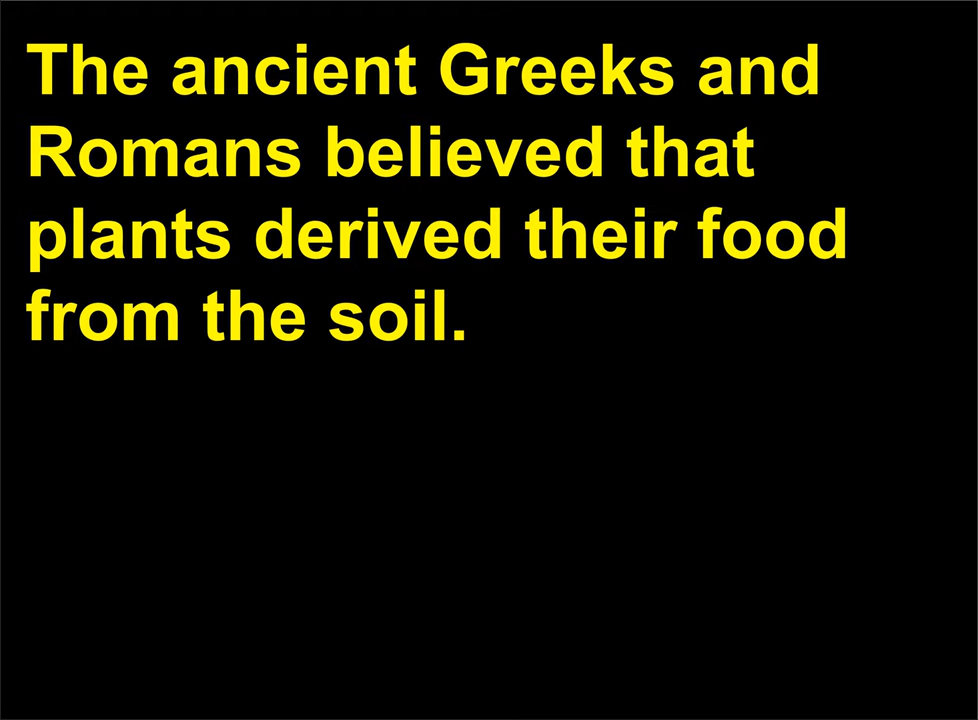 The ancient Greeks and
Romans believed that
plants derived their food
from the soil.